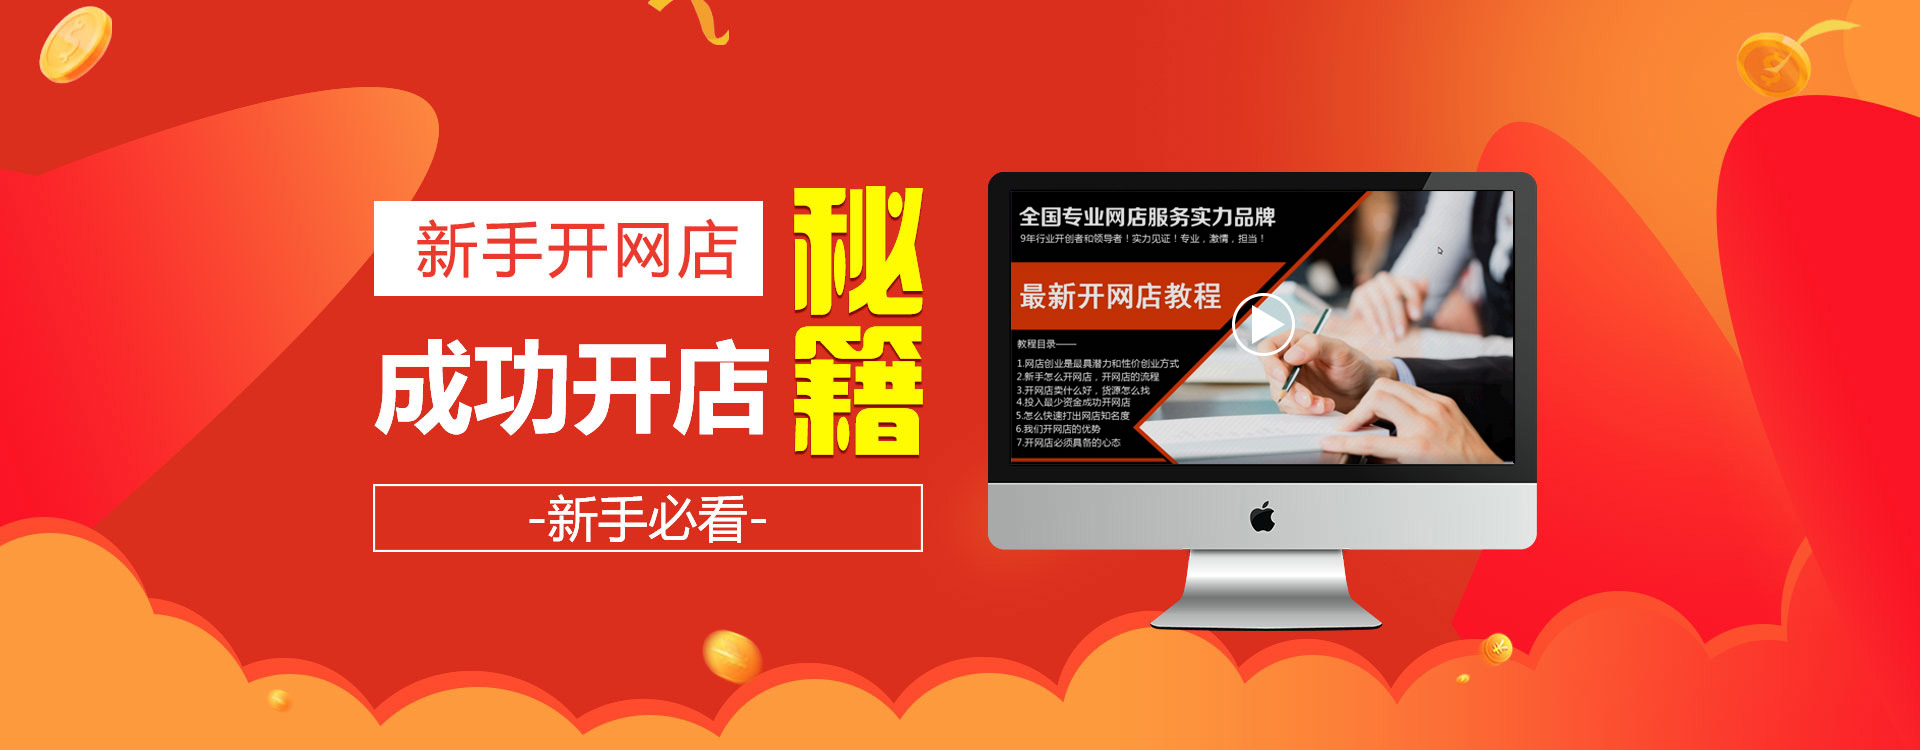 新手开网店
成功开店
秘籍
-新手必看-
全国专业网店服务实力品牌
9年行业开创者和领导者！实力见证！专业，激情，担当！
最新开网店教程
教程目录——
1.网店创业是最具潜力和性价创业方式
2.新手怎么开网店，开网店的流程
3.开网店卖什么好，货源怎么找
4.投入最少资金成功开网店
5.怎么快速打出网店知名度
6.我们开网店的优势
7.开网店必须具备的心态